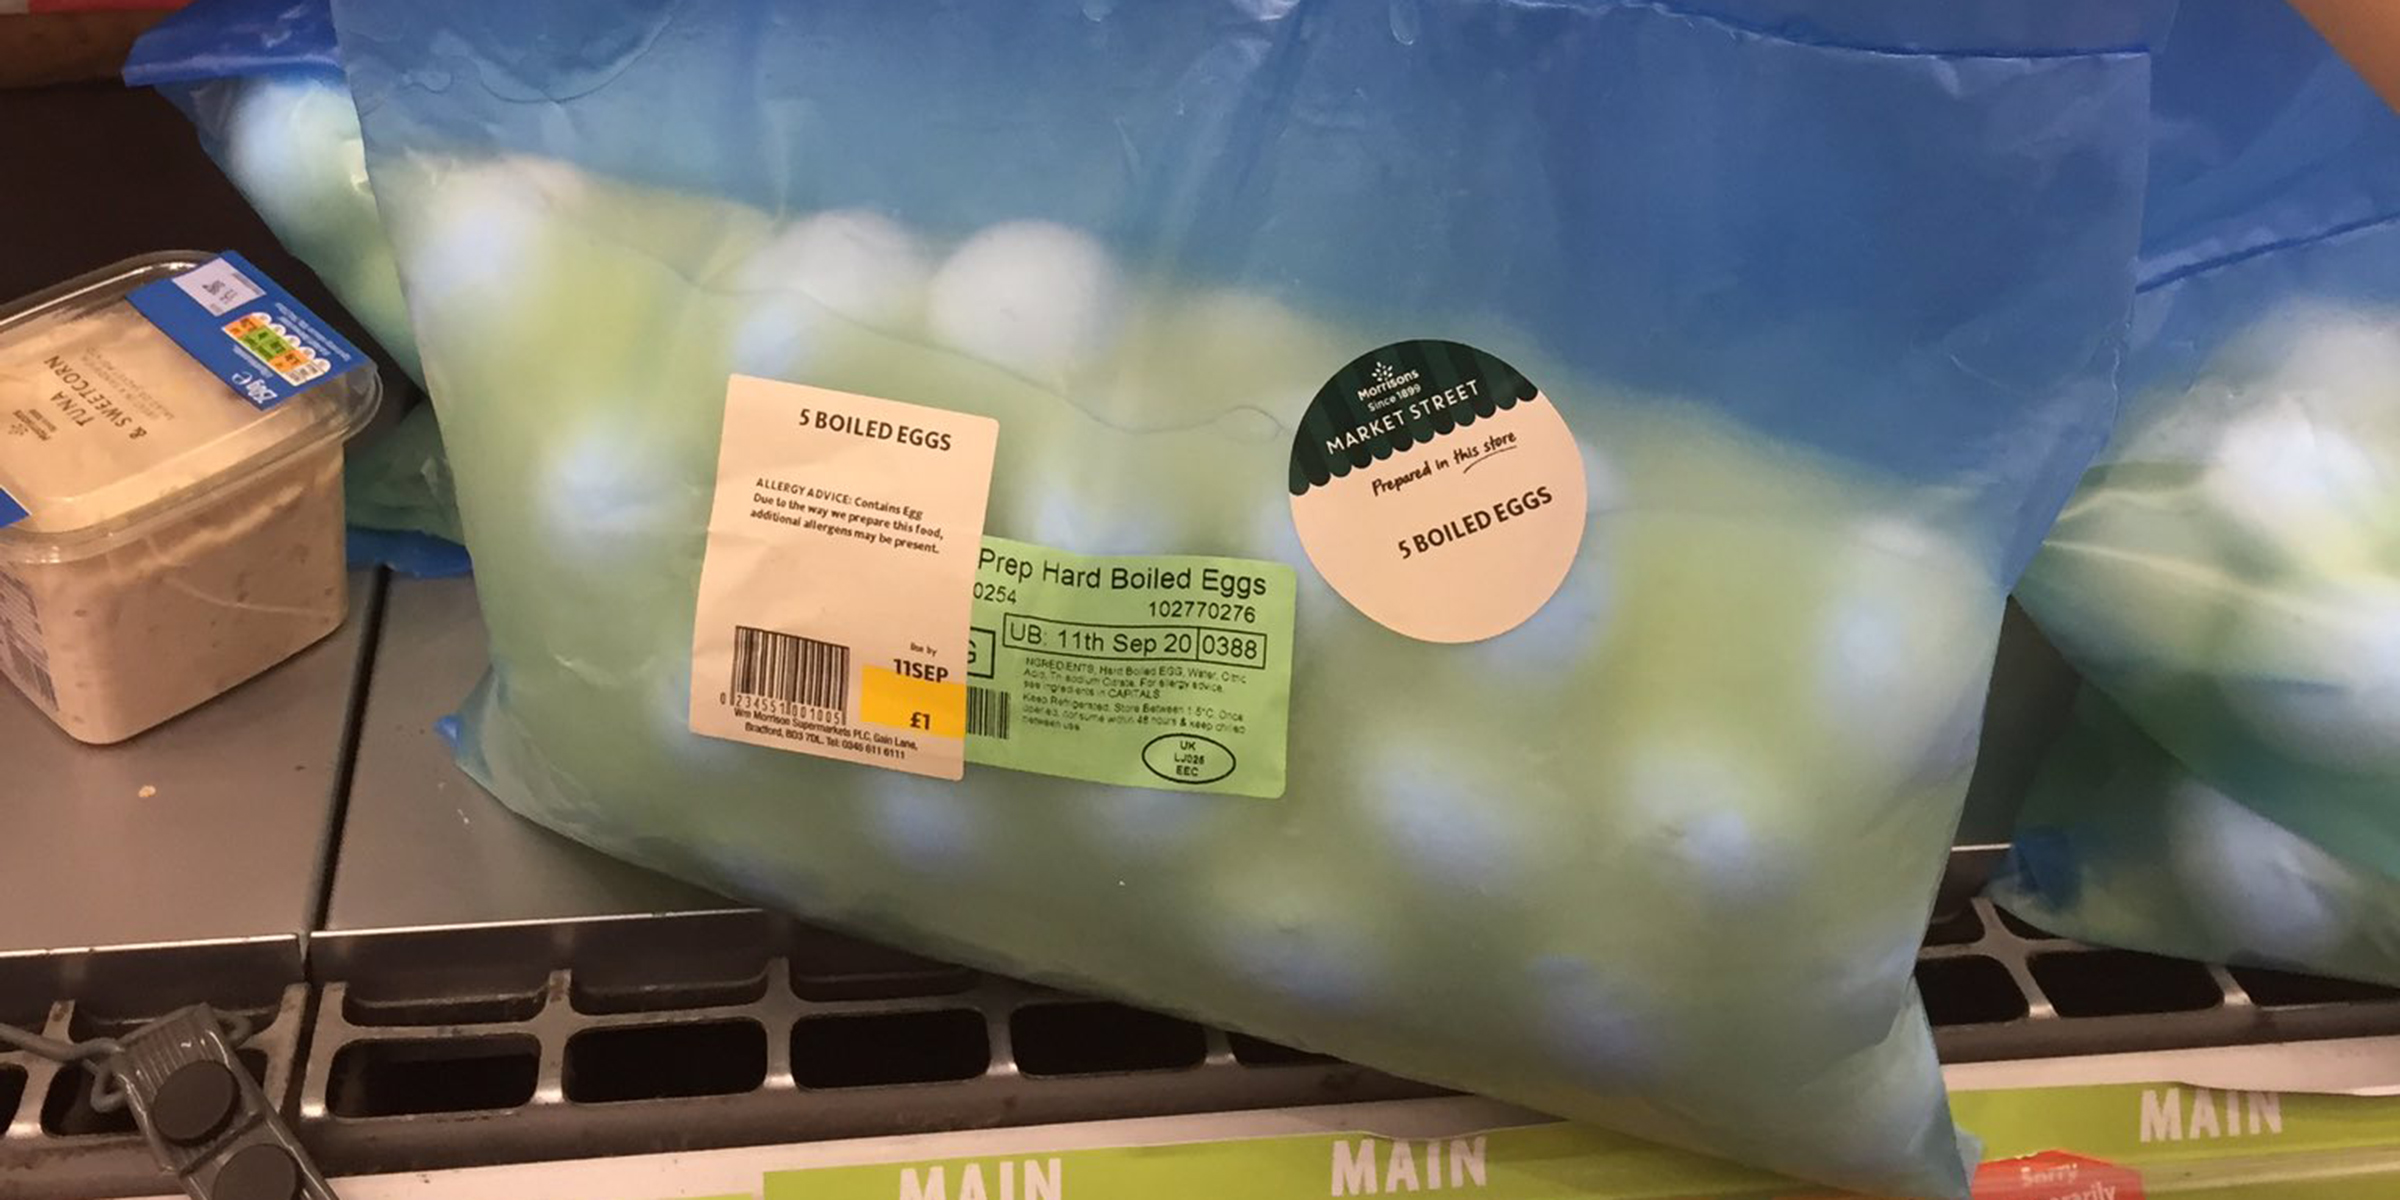 TUNA
& SWEETCORN
250g e
5 BOILED EGGS
ALLERGY ADVICE: Contains Egg
Due to the way we prepare this food,
additional allergens may be present.
Use by
11SEP
£1
0 234551 001005
Wm Morrison Supermarkets PLC, Gain Lane,
Bradford, BD3 7DL. Tel: 0345 611 6111
Prep Hard Boiled Eggs
0254 102770276
UB: 11th Sep 20 0388
INGREDIENTS, Hard Boiled EGG, Water, Citric
Acid, Tri sodium Citrate. For allergy advice,
see ingredients in CAPITALS
Keep Refrigerated. Store Between 1-5°C. Once
opened, consume within 48 hours & keep chilled
between use
UK
LJ026
EEC
Morrisons
Since 1899
MARKET STREET
Prepared in this store
5 BOILED EGGS
MAIN
MAIN
MAIN
Sorry